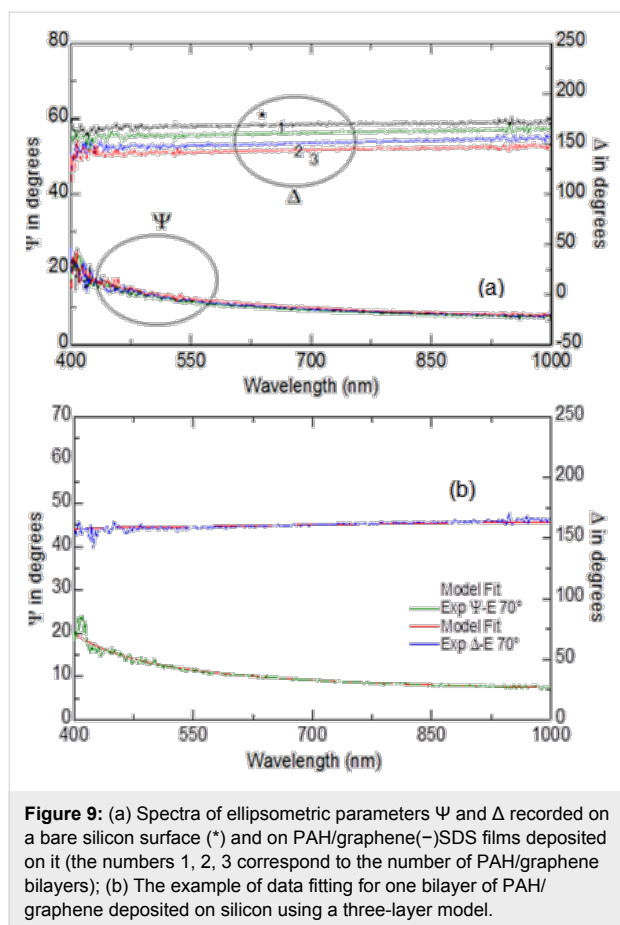 80
60
40
20
0
250
200
150
100
50
0
-50
Ψ in degrees
Δ in degrees
*
1
2
3
Δ
Ψ
(a)
400
550
700
850
1000
Wavelength (nm)
70
60
50
40
30
20
10
0
250
200
150
100
50
0
Ψ in degrees
Δ in degrees
(b)
Model Fit
Exp Ψ-E 70°
Model Fit
Exp Δ-E 70°
400
550
700
850
1000
Wavelength (nm)
Figure 9: (a) Spectra of ellipsometric parameters Ψ and Δ recorded on
a bare silicon surface (*) and on PAH/graphene(−)SDS films deposited
on it (the numbers 1, 2, 3 correspond to the number of PAH/graphene
bilayers); (b) The example of data fitting for one bilayer of PAH/
graphene deposited on silicon using a three-layer model.